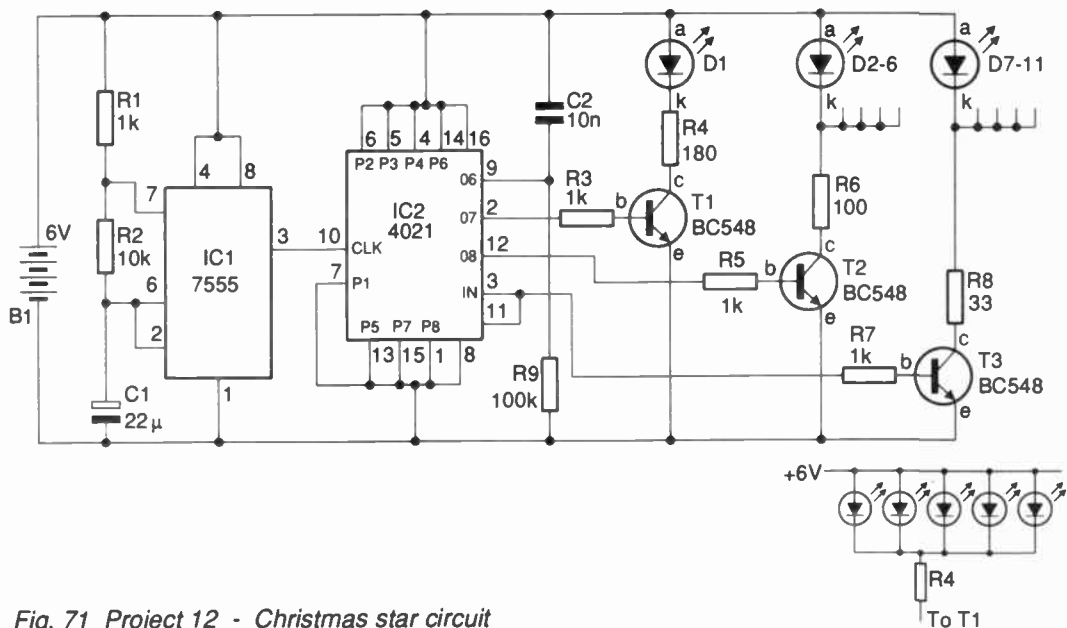 R1
1k
R2
10k
B1
6V
C1
22µ
4
8
7
6
2
1
3
IC1
7555
6 5 4 14 16
P2 P3 P4 P6
IC2
4021
10
CLK
7
P1
P5 P7 P8
13 15 1 8
06
9
07
2
08
12
IN
3
11
C2
10n
R9
100k
R3
1k
b
c
e
T1
BC548
R4
180
a
k
D1
R5
1k
b
c
e
T2
BC548
R6
100
a
k
D2-6
R7
1k
b
c
e
T3
BC548
R8
33
a
k
D7-11
+6V
R4
To T1
Fig. 71 Project 12 - Christmas star circuit